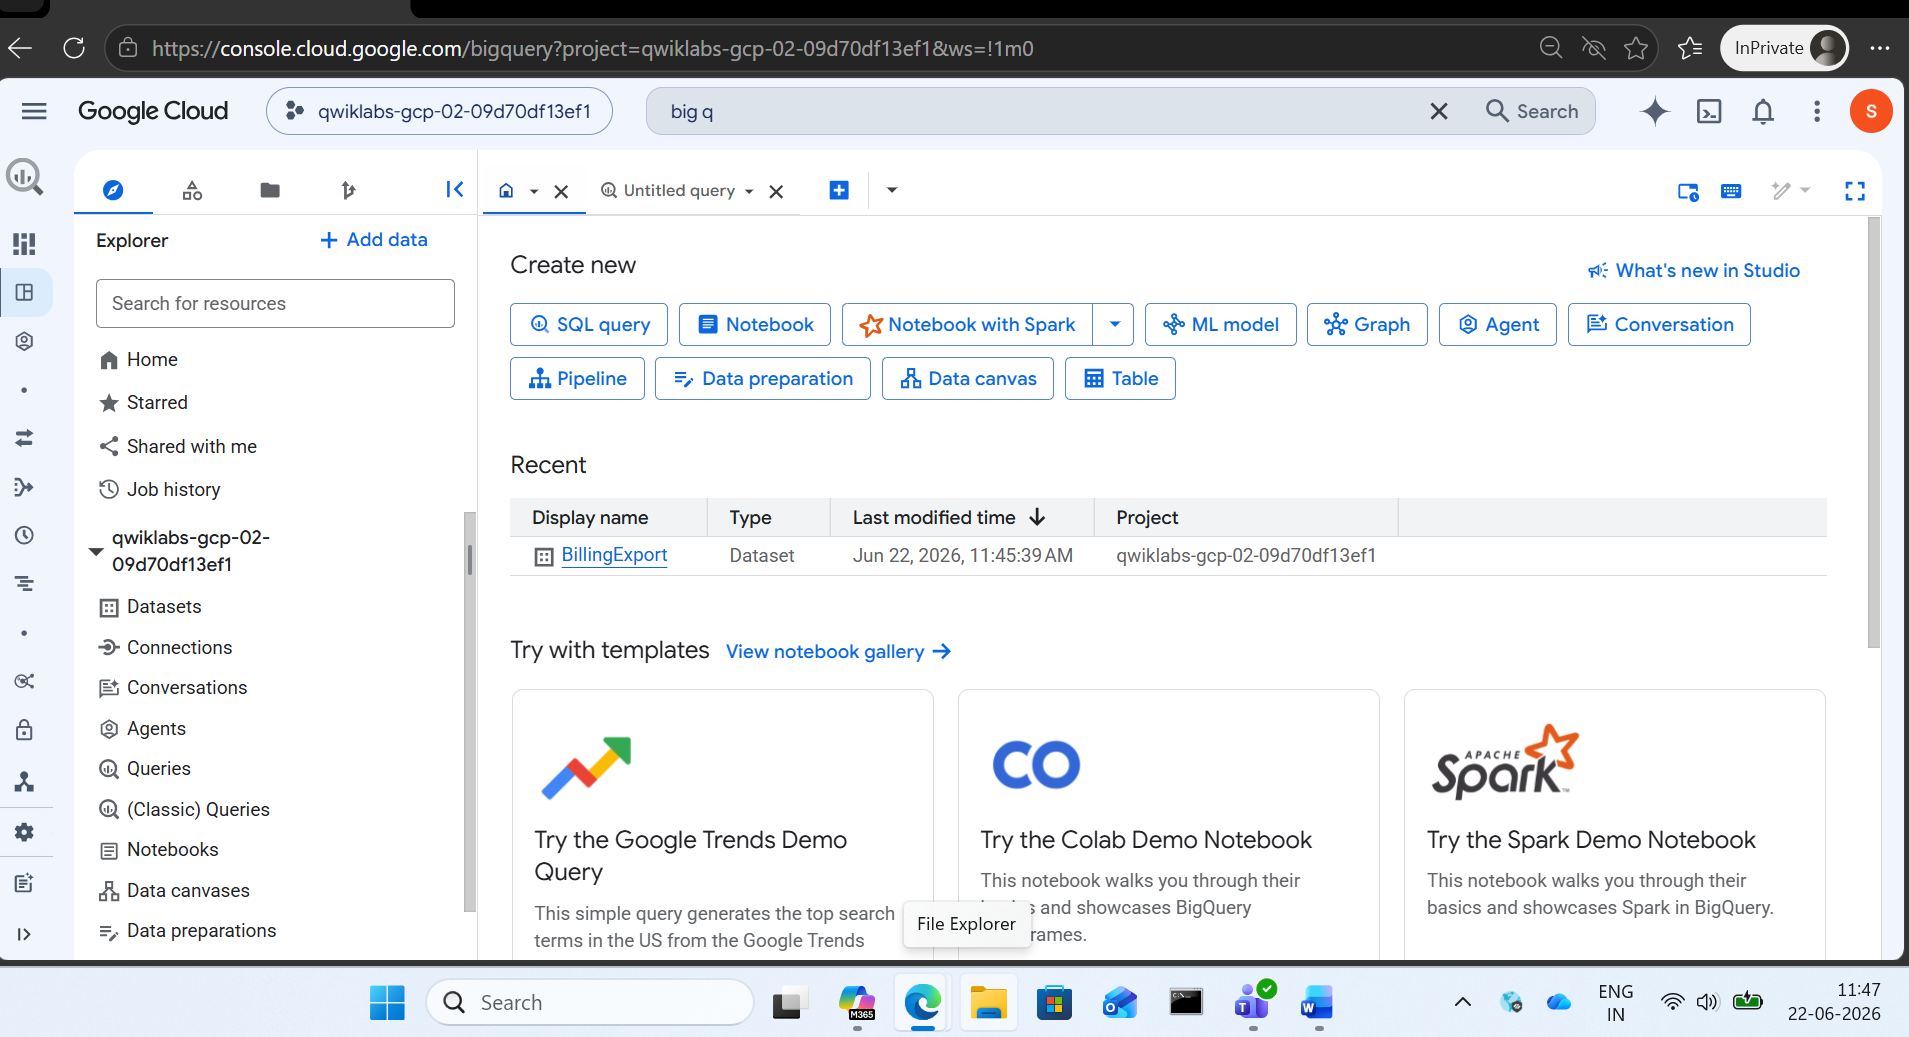 https://console.cloud.google.com/bigquery?project=qwiklabs-gcp-02-09d70df13ef1&ws=!1m0
InPrivate
Google Cloud
qwiklabs-gcp-02-09d70df13ef1
big q
Search
S
Untitled query
Explorer
Add data
Search for resources
Home
Starred
Shared with me
Job history
qwiklabs-gcp-02-
09d70df13ef1
Datasets
Connections
Conversations
Agents
Queries
(Classic) Queries
Notebooks
Data canvases
Data preparations
Create new
What's new in Studio
SQL query
Notebook
Notebook with Spark
ML model
Graph
Agent
Conversation
Pipeline
Data preparation
Data canvas
Table
Recent
Display name Type Last modified time Project
BillingExport Dataset Jun 22, 2026, 11:45:39 AM qwiklabs-gcp-02-09d70df13ef1
Try with templates
View notebook gallery
Try the Google Trends Demo
Query
This simple query generates the top search
terms in the US from the Google Trends
CO
Try the Colab Demo Notebook
This notebook walks you through their
and showcases BigQuery
APACHE
Spark
TM
Try the Spark Demo Notebook
This notebook walks you through their
basics and showcases Spark in BigQuery.
File Explorer
Search
M365
ENG
IN
11:47
22-06-2026